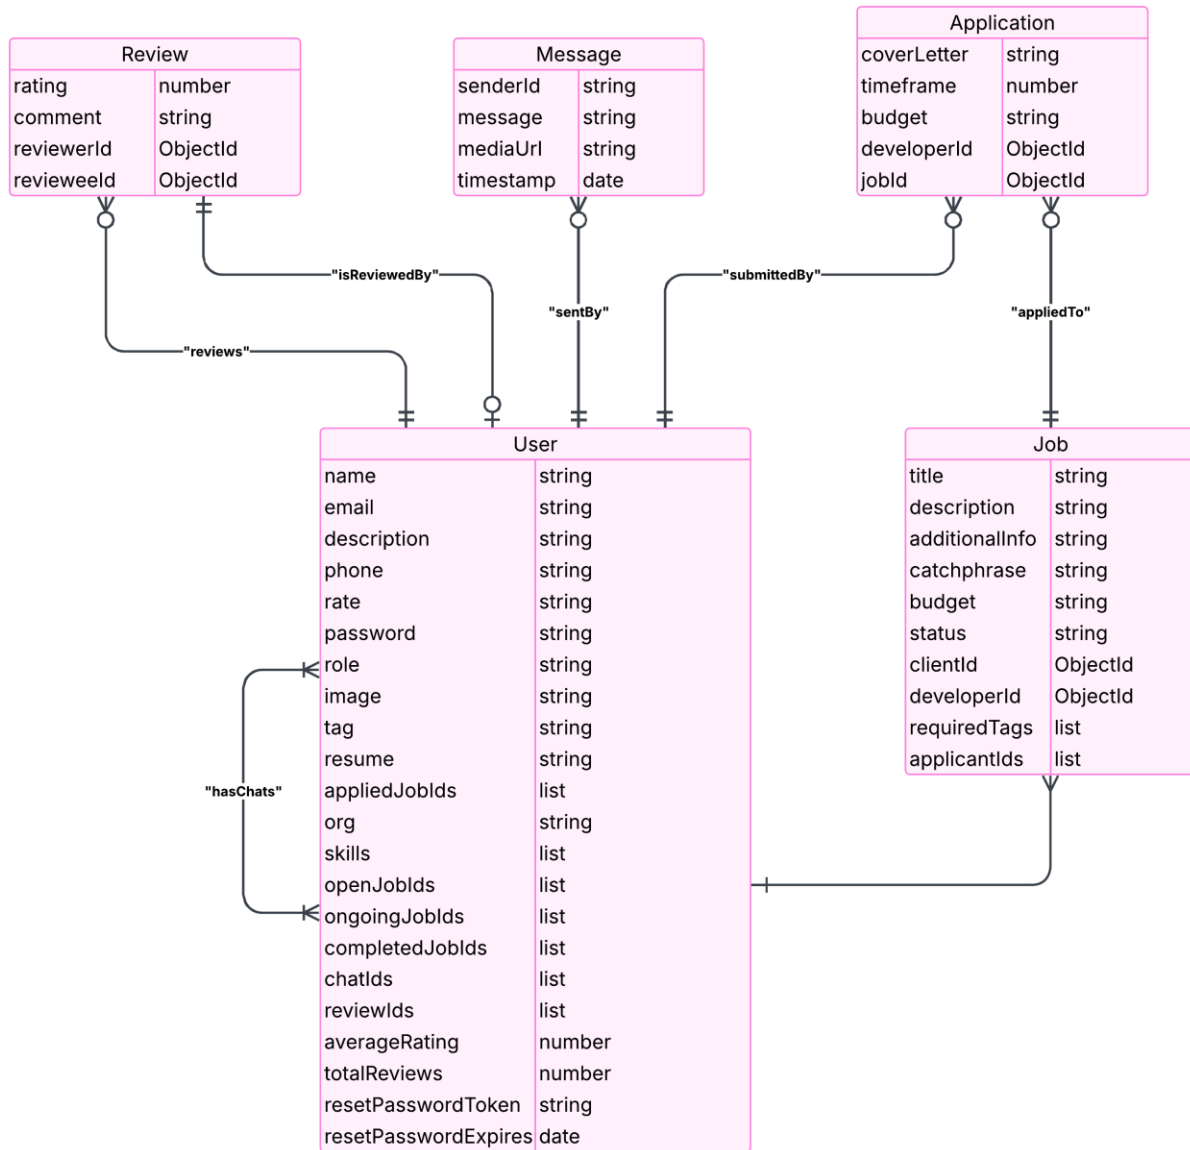 Review
rating number
comment string
reviewerId ObjectId
revieweeId ObjectId
Message
senderId string
message string
mediaUrl string
timestamp date
Application
coverLetter string
timeframe number
budget string
developerId ObjectId
jobId ObjectId
"isReviewedBy"
"submittedBy"
"sentBy"
"appliedTo"
"reviews"
User
name string
email string
description string
phone string
rate string
password string
role string
image string
tag string
resume string
appliedJobIds list
org string
skills list
openJobIds list
ongoingJobIds list
completedJobIds list
chatIds list
reviewIds list
averageRating number
totalReviews number
resetPasswordToken string
resetPasswordExpires date
"hasChats"
Job
title string
description string
additionalInfo string
catchphrase string
budget string
status string
clientId ObjectId
developerId ObjectId
requiredTags list
applicantIds list